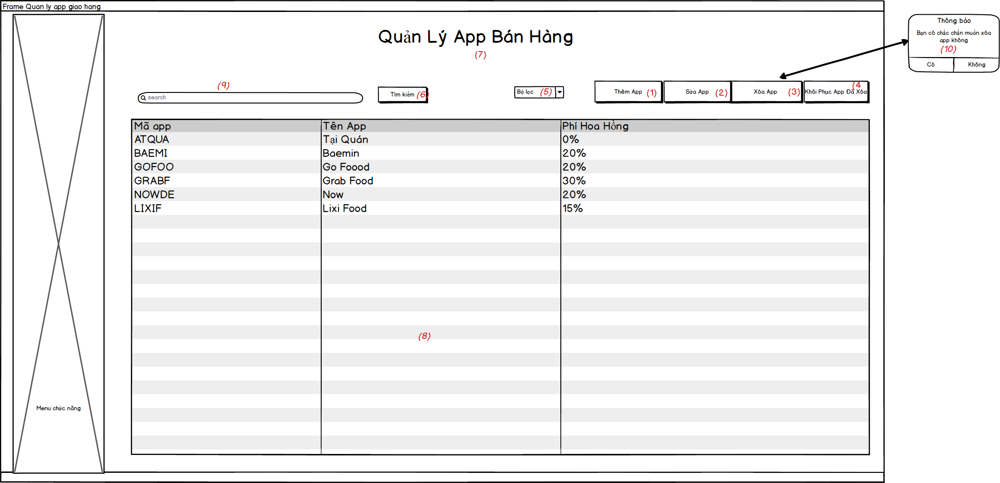 Frame Quan ly app giao hang
Quản Lý App Bán Hàng
(7)
Thông báo
Bạn có chắc chắn muốn xóa
app không
(10)
Có Không
(9)
search
Tìm kiếm (6)
Bộ lọc (5)
Thêm App (1)
Sửa App (2)
Xóa App (3)
Khôi Phục App Đã Xóa (4
Mã app Tên App Phí Hoa Hồng
ATQUA Tại Quán 0%
BAEMI Baemin 20%
GOFOO Go Foood 20%
GRABF Grab Food 30%
NOWDE Now 20%
LIXIF Lixi Food 15%
(8)
Menu chức năng